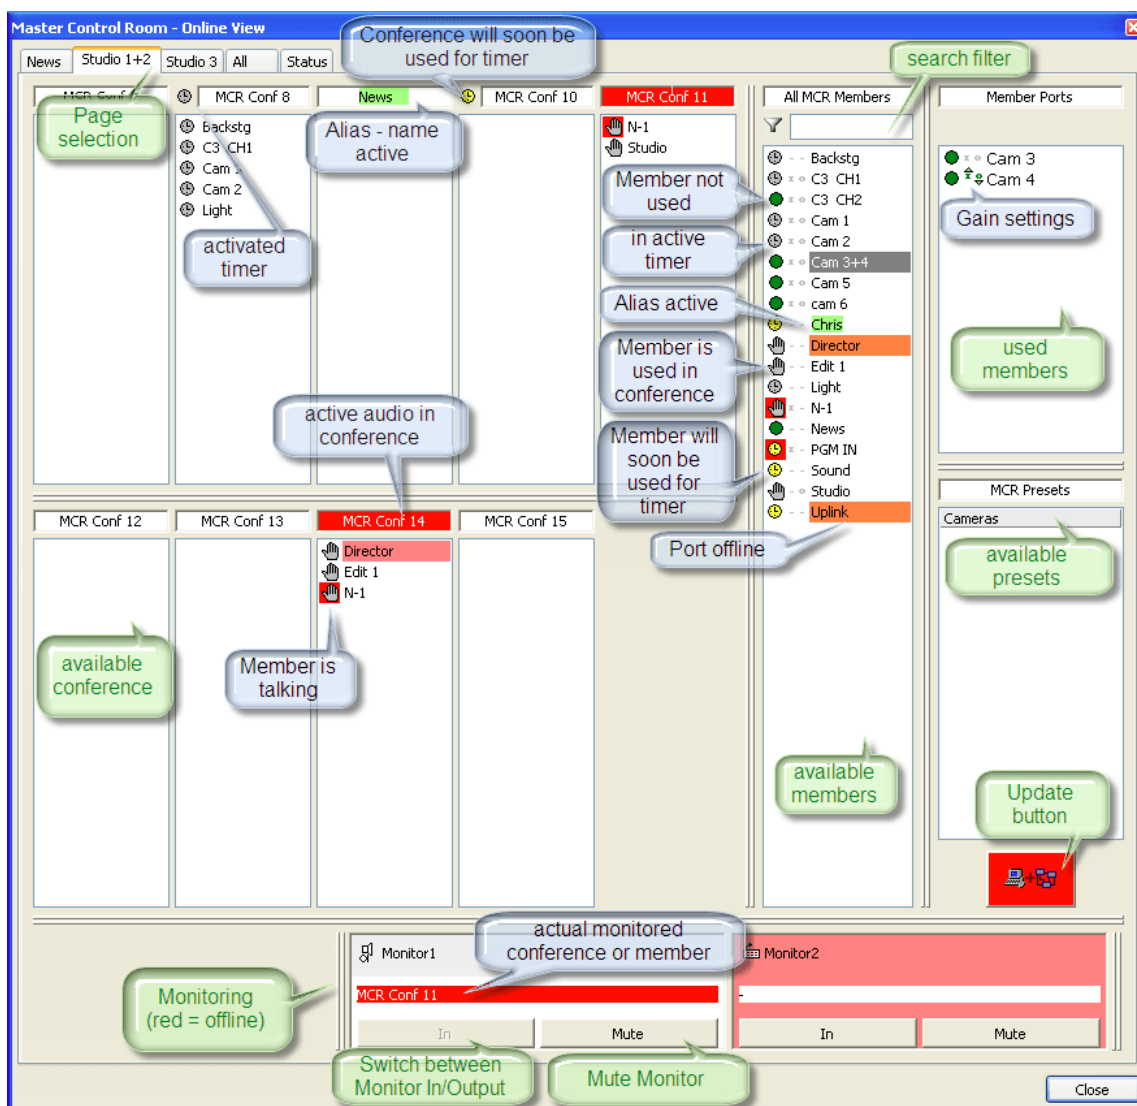 Master Control Room - Online View
News
Studio 1+2
Studio 3
All
Status
Conference will soon be
used for timer
search filter
MCR Conf
MCR Conf 8
News
MCR Conf 10
MCR Conf 11
All MCR Members
Member Ports
Page
selection
Alias - name
active
Backstg
C3 CH1
Cam 1
Cam 2
Light
activated
timer
N-1
Studio
Member not
used
in active
timer
Alias active
Member is
used in
conference
Member will
soon be
used for
timer
Port offline
- - Backstg
C3 CH1
C3 CH2
Cam 1
Cam 2
Cam 3+4
Cam 5
cam 6
- - Chris
- - Director
- - Edit 1
- - Light
- N-1
- - News
- PGM IN
- - Sound
- Studio
- - Uplink
Cam 3
Cam 4
Gain settings
used
members
active audio in
conference
MCR Conf 12
MCR Conf 13
MCR Conf 14
MCR Conf 15
MCR Presets
Cameras
available
presets
Director
Edit 1
N-1
available
conference
Member is
talking
available
members
Update
button
actual monitored
conference or member
Monitor1
Monitor2
MCR Conf 11
-
Monitoring
(red = offline)
In
Mute
In
Mute
Switch between
Monitor In/Output
Mute Monitor
Close